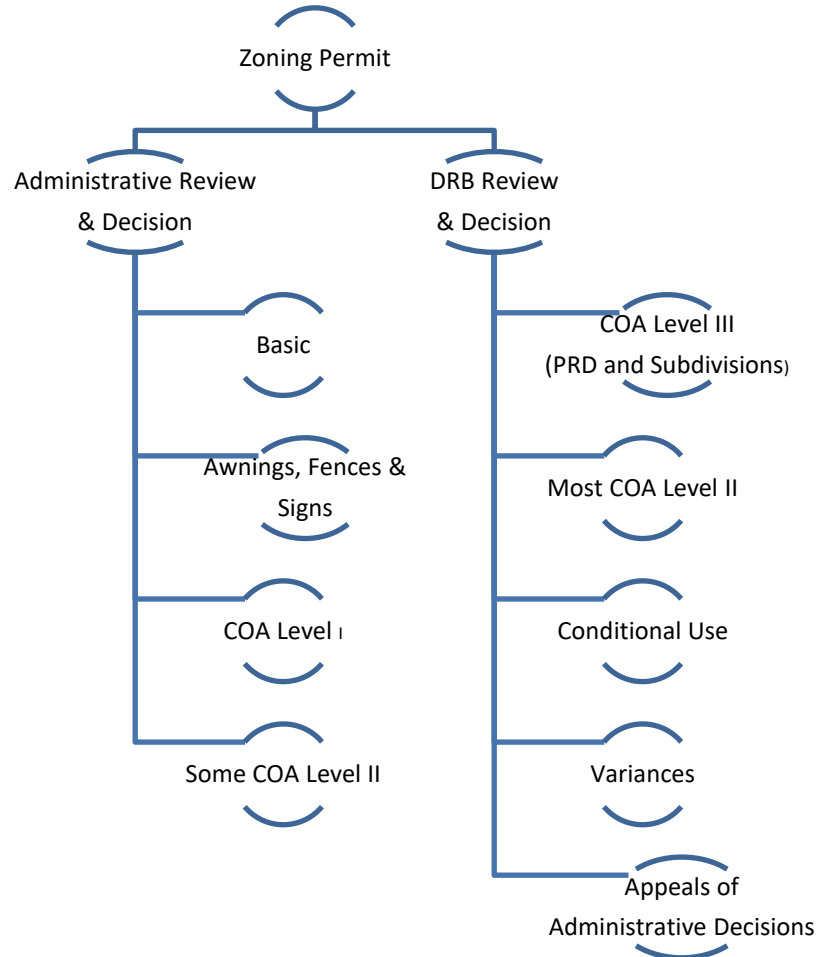 Zoning Permit
Administrative Review
& Decision
DRB Review
& Decision
Basic
Awnings, Fences &
Signs
COA Level I
Some COA Level II
COA Level III
(PRD and Subdivisions)
Most COA Level II
Conditional Use
Variances
Appeals of
Administrative Decisions